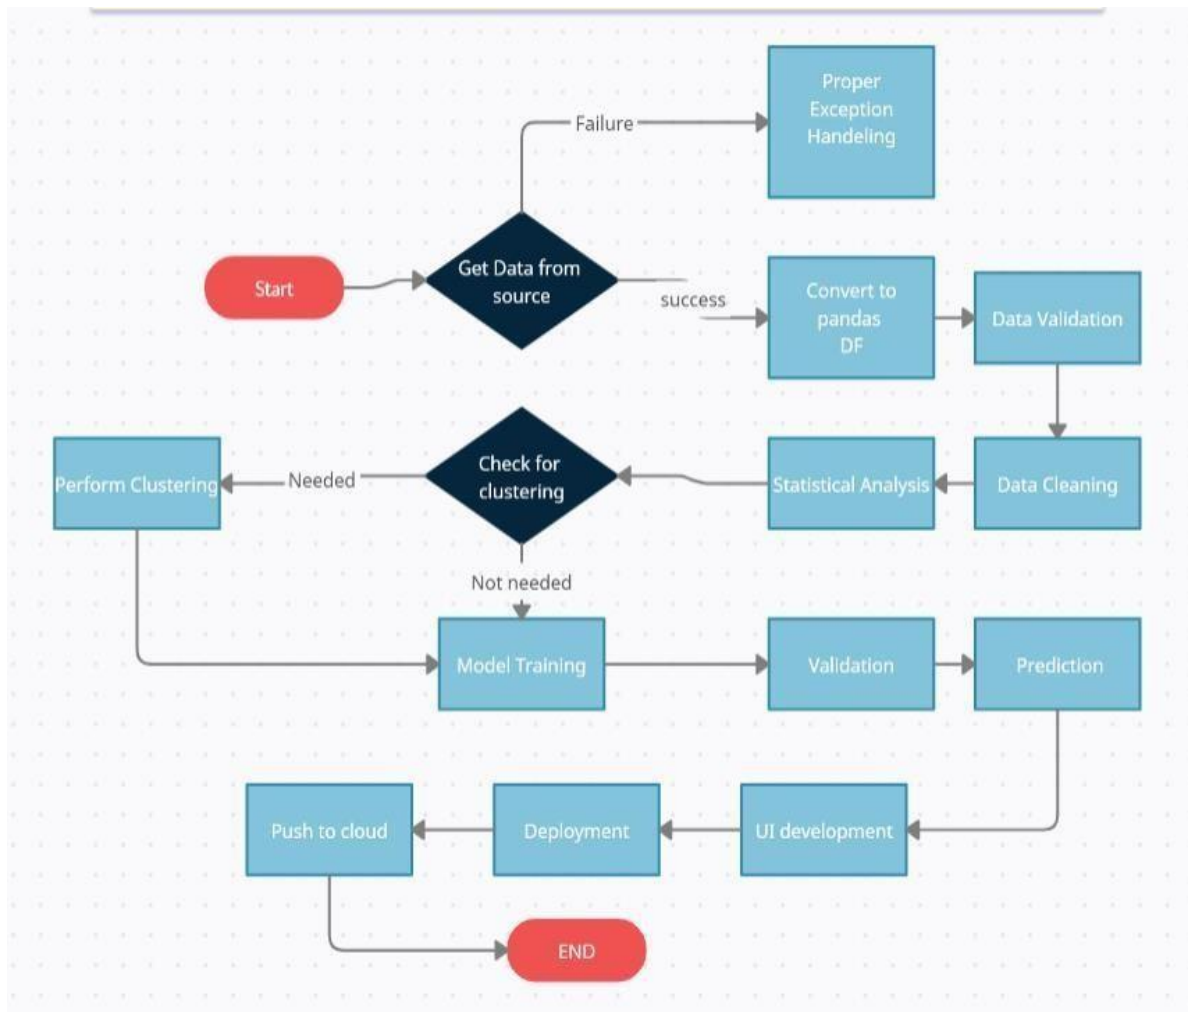 Proper
Exception
Handeling
Failure
Start
Get Data from
source
success
Convert to
pandas
DF
Data Validation
Perform Clustering
Needed
Check for
clustering
Statistical Analysis
Data Cleaning
Not needed
Model Training
Validation
Prediction
Push to cloud
Deployment
UI development
END